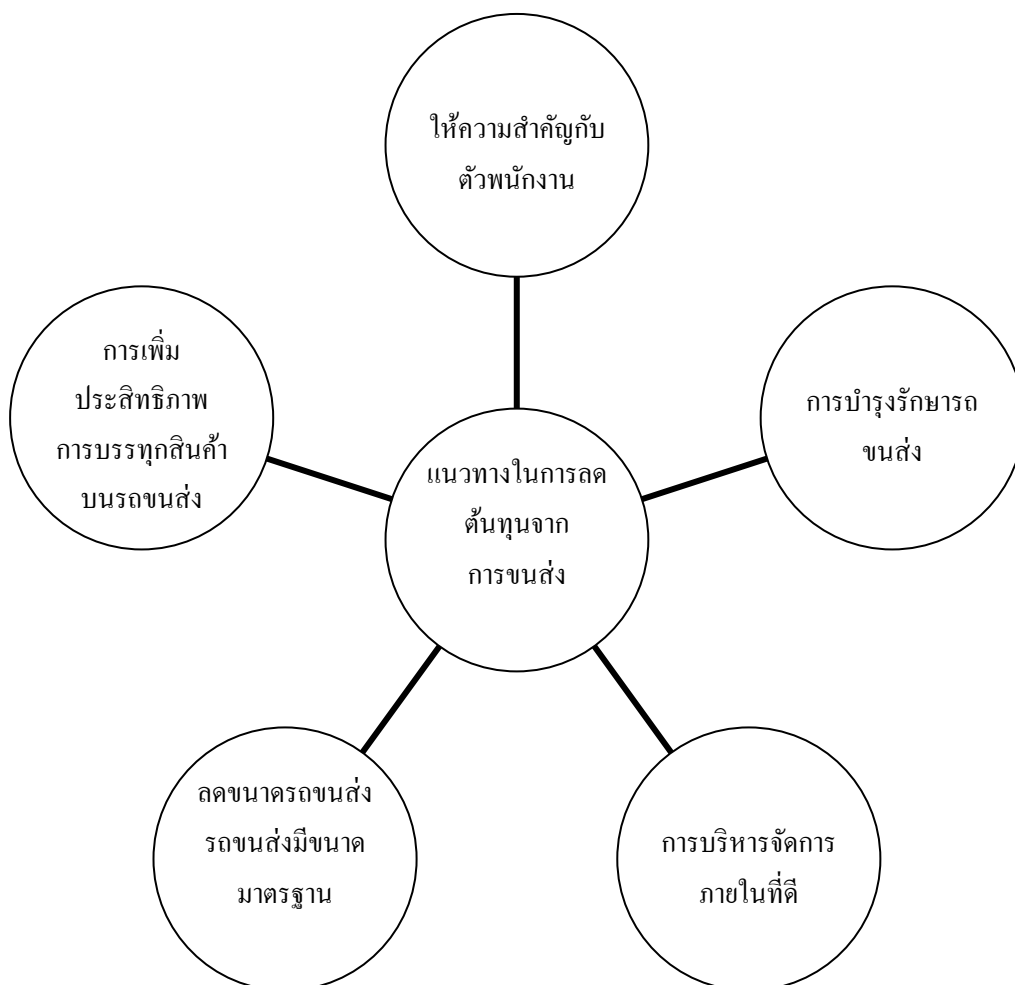 ให้ความสำคัญกับ
ตัวพนักงาน
การเพิ่ม
ประสิทธิภาพ
การบรรทุกสินค้า
บนรถขนส่ง
การบำรุงรักษารถ
ขนส่ง
แนวทางในการลด
ต้นทุนจาก
การขนส่ง
ลดขนาดรถขนส่ง
รถขนส่งมีขนาด
มาตรฐาน
การบริหารจัดการ
ภายในที่ดี